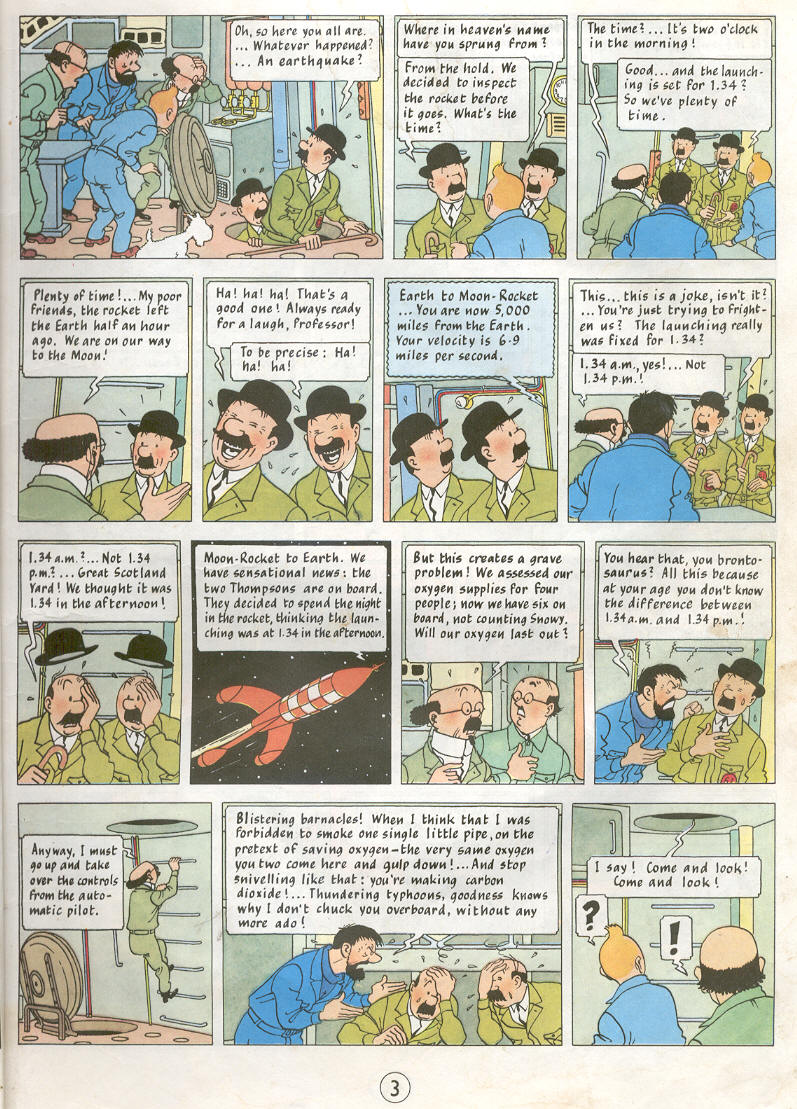 Oh, so here you all are.
... Whatever happened?
... An earthquake?
Where in heaven's name
have you sprung from?
From the hold. We
decided to inspect
the rocket before
it goes. What's the
time?
The time?... It's two o'clock
in the morning!
Good... and the launch-
ing is set for 1.34?
So we've plenty of
time.
Plenty of time!... My poor
friends, the rocket left
the Earth half an hour
ago. We are on our way
to the Moon!
Ha! ha! ha! That's a
good one! Always ready
for a laugh, Professor!
To be precise: Ha!
ha! ha!
Earth to Moon-Rocket
... You are now 5,000
miles from the Earth.
Your velocity is 6·9
miles per second.
This... this is a joke, isn't it?
... You're just trying to fright-
en us? The launching really
was fixed for 1.34?
1.34 a.m., yes!... Not
1.34 p.m.!
1.34 a.m.?... Not 1.34
p.m.?... Great Scotland
Yard! We thought it was
1.34 in the afternoon!
Moon-Rocket to Earth. We
have sensational news: the
two Thompsons are on board.
They decided to spend the night
in the rocket, thinking the laun-
ching was at 1.34 in the afternoon.
But this creates a grave
problem! We assessed our
oxygen supplies for four
people; now we have six on
board, not counting Snowy.
Will our oxygen last out?
You hear that, you bronto-
saurus? All this because
at your age you don't know
the difference between
1.34 a.m. and 1.34 p.m.!
Anyway, I must
go up and take
over the controls
from the auto-
matic pilot.
Blistering barnacles! When I think that I was
forbidden to smoke one single little pipe, on the
pretext of saving oxygen—the very same oxygen
you two come here and gulp down!... And stop
snivelling like that: you're making carbon
dioxide!... Thundering typhoons, goodness knows
why I don't chuck you overboard, without any
more ado!
I say! Come and look!
Come and look!
?
!
3